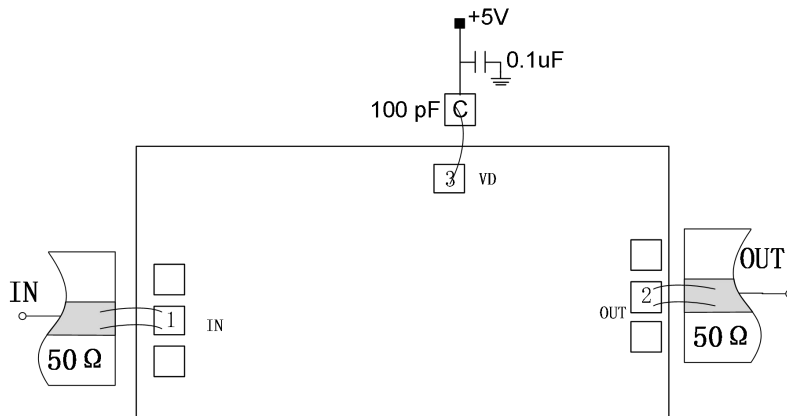 +5V
0.1uF
100 pF C
3 VD
IN
1 IN
50 Ω
OUT
OUT 2
50 Ω